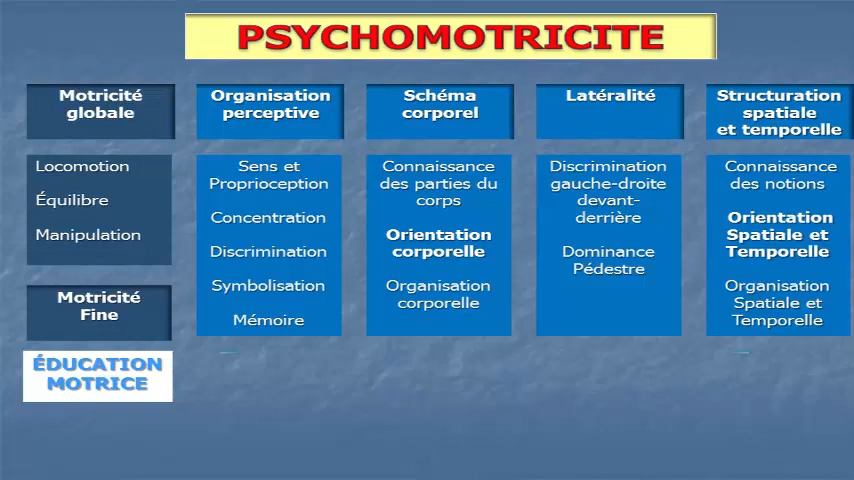 PSYCHOMOTRICITE
Motricité
globale
Locomotion
Équilibre
Manipulation
Motricité
Fine
ÉDUCATION
MOTRICE
Organisation
perceptive
Sens et
Proprioception
Concentration
Discrimination
Symbolisation
Mémoire
Schéma
corporel
Connaissance
des parties du
corps
Orientation
corporelle
Organisation
corporelle
Latéralité
Discrimination
gauche-droite
devant-
derrière
Dominance
Pédestre
Structuration
spatiale
et temporelle
Connaissance
des notions
Orientation
Spatiale et
Temporelle
Organisation
Spatiale et
Temporelle